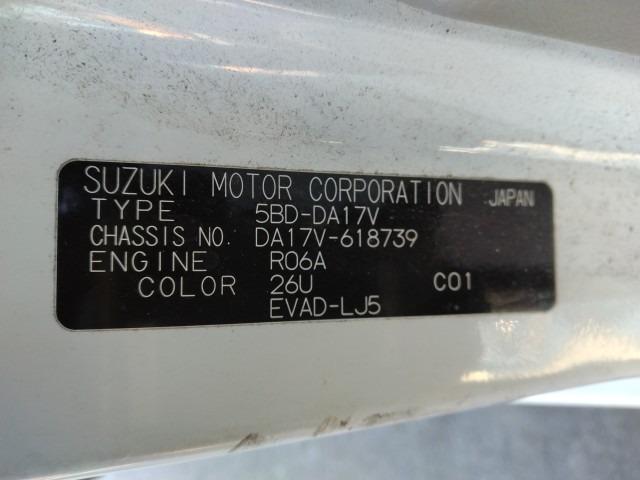 SUZUKI MOTOR CORPORATION JAPAN
TYPE 5BD-DA17V
CHASSIS NO. DA17V-618739
ENGINE R06A
COLOR 26U C01
EVAD-LJ5